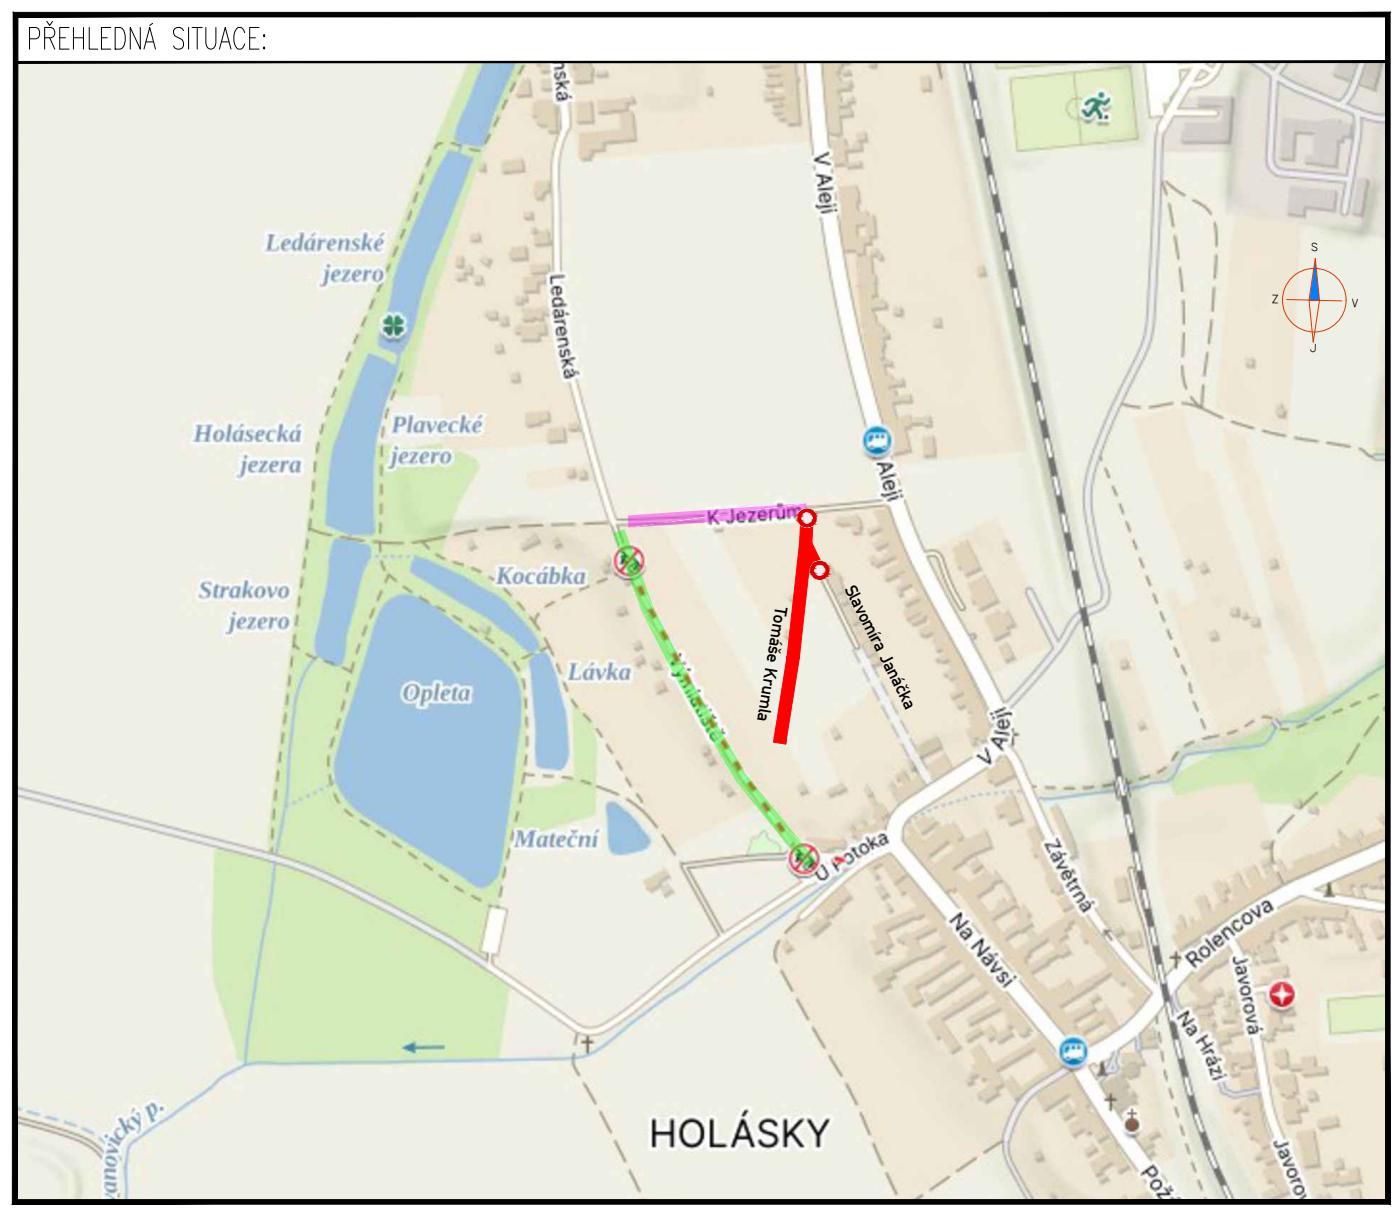 PŘEHLEDNÁ SITUACE:
V Aleji
Ledárenské
jezero
S
Z
V
J
Ledárenská
Holásecká
jezera
Plavecké
jezero
Aleji
K Jezerům
Kocábka
Strakovo
jezero
Slavomíra Janáčka
Tomáše Krumla
Lávka
Opleta
V Aleji
Mateční
U Potoka
Závětrná
Na Návsi
Rolencova
Javorová
Na Hrázi
HOLÁSKY